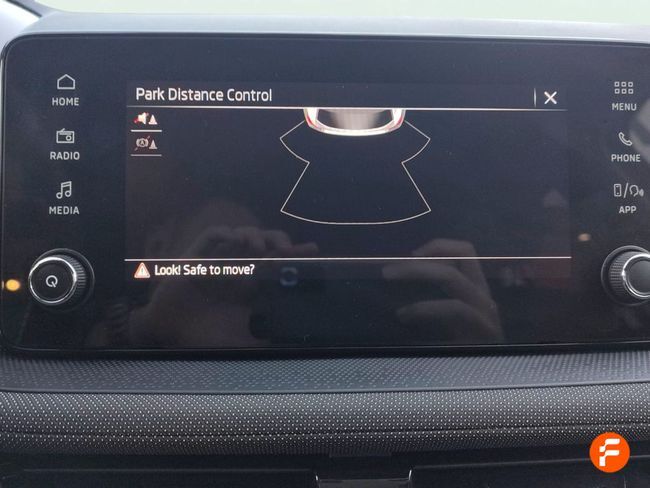 Park Distance Control
HOME
RADIO
MEDIA
MENU
PHONE
APP
Look! Safe to move?